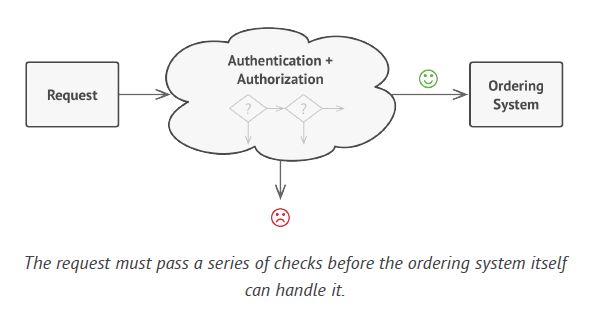 Authentication +
Authorization
Request
? ?
Ordering
System
The request must pass a series of checks before the ordering system itself
can handle it.